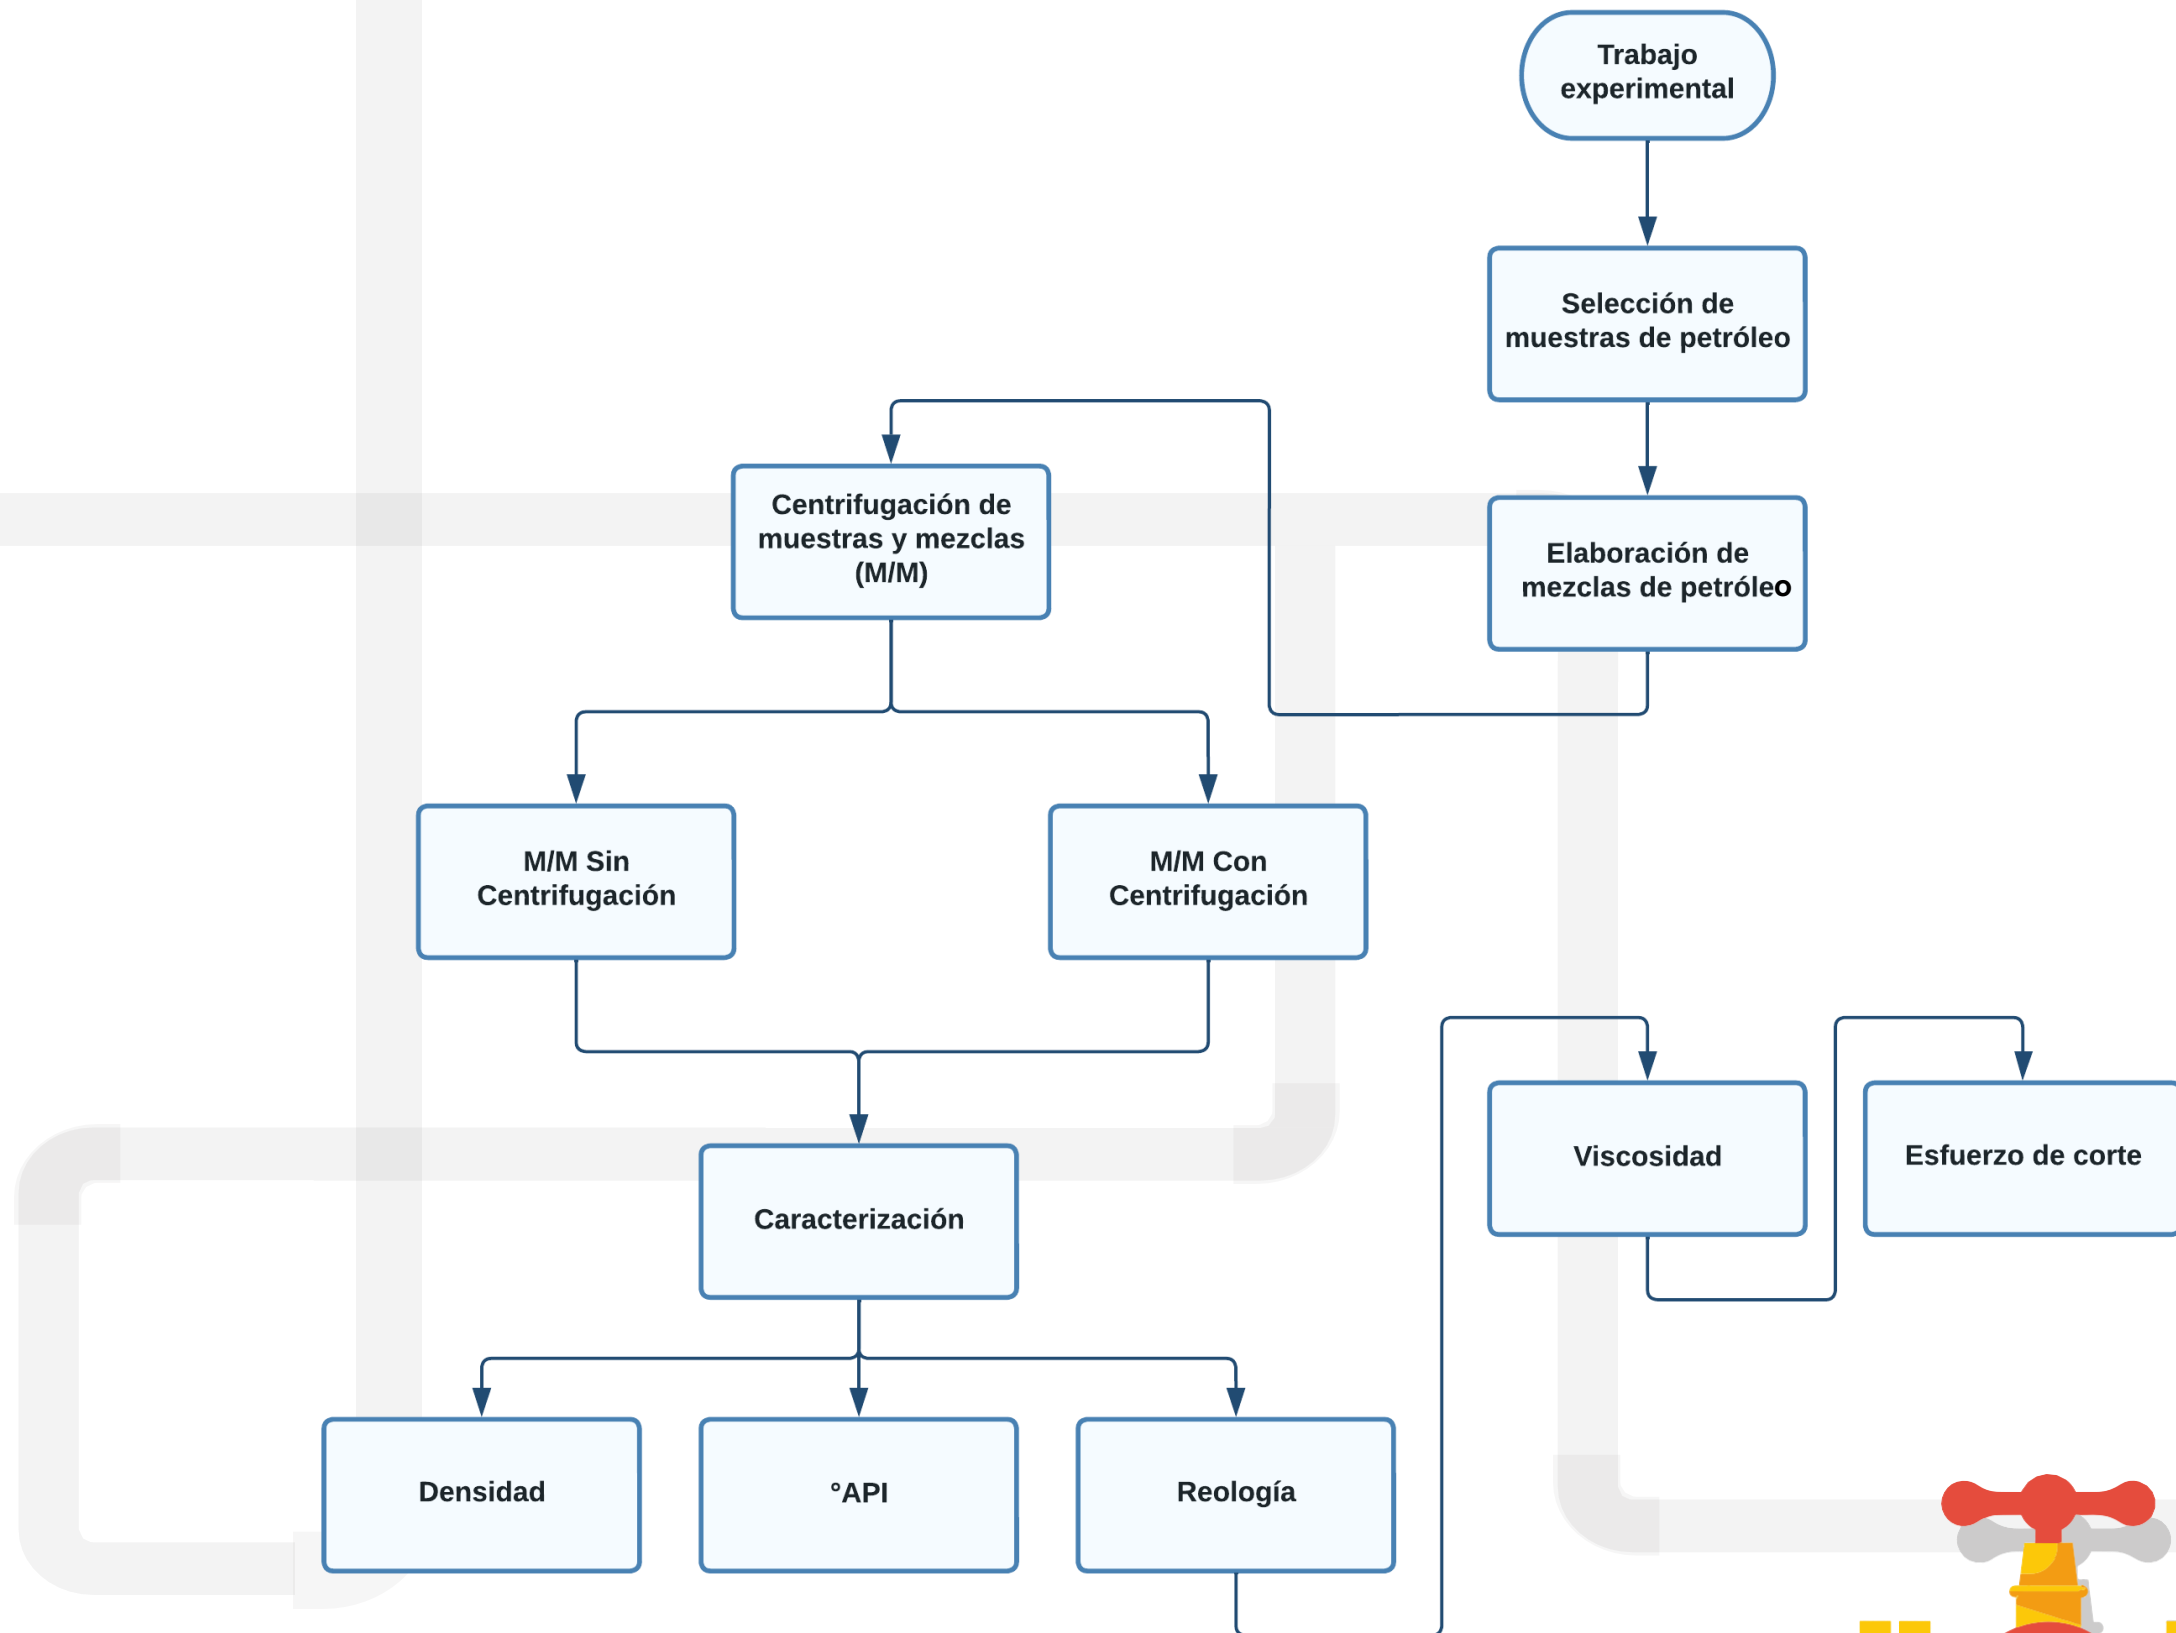 Trabajo
experimental
Selección de
muestras de petróleo
Elaboración de
mezclas de petróleo
Centrifugación de
muestras y mezclas
(M/M)
M/M Sin
Centrifugación
M/M Con
Centrifugación
Caracterización
Densidad
°API
Reología
Viscosidad
Esfuerzo de corte